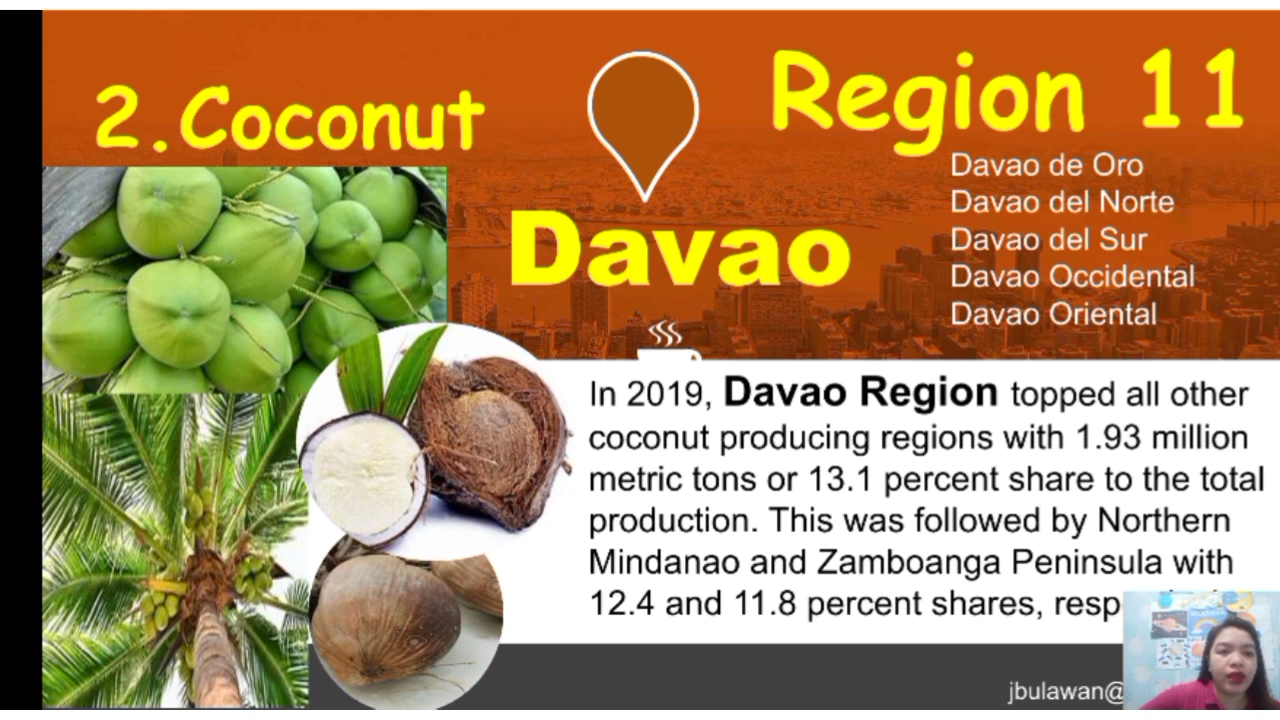 2.Coconut
Davao
Region 11
Davao de Oro
Davao del Norte
Davao del Sur
Davao Occidental
Davao Oriental
In 2019, Davao Region topped all other
coconut producing regions with 1.93 million
metric tons or 13.1 percent share to the total
production. This was followed by Northern
Mindanao and Zamboanga Peninsula with
12.4 and 11.8 percent shares,
jbulawan@